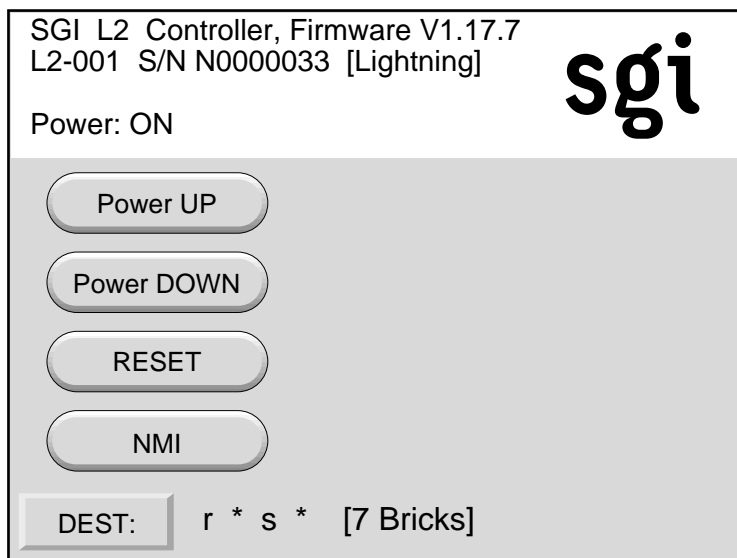 SGI L2 Controller, Firmware V1.17.7
L2-001 S/N N0000033 [Lightning]
sgi
Power: ON
Power UP
Power DOWN
RESET
NMI
DEST: r * s * [7 Bricks]